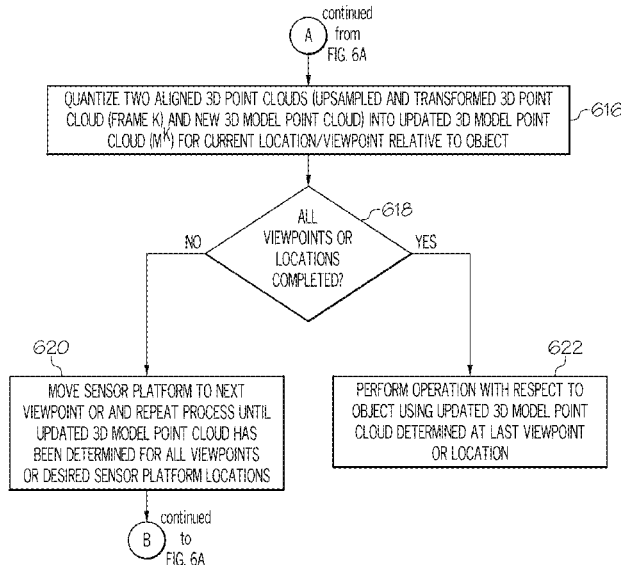 A
continued
from
FIG. 6A
QUANTIZE TWO ALIGNED 3D POINT CLOUDS (UPSAMPLED AND TRANSFORMED 3D POINT
CLOUD (FRAME K) AND NEW 3D MODEL POINT CLOUD) INTO UPDATED 3D MODEL POINT
CLOUD (M^K) FOR CURRENT LOCATION/VIEWPOINT RELATIVE TO OBJECT
616
618
ALL
VIEWPOINTS OR
LOCATIONS
COMPLETED?
NO
YES
620
MOVE SENSOR PLATFORM TO NEXT
VIEWPOINT OR AND REPEAT PROCESS UNTIL
UPDATED 3D MODEL POINT CLOUD HAS
BEEN DETERMINED FOR ALL VIEWPOINTS
OR DESIRED SENSOR PLATFORM LOCATIONS
622
PERFORM OPERATION WITH RESPECT TO
OBJECT USING UPDATED 3D MODEL POINT
CLOUD DETERMINED AT LAST VIEWPOINT
OR LOCATION
B
continued
to
FIG. 6A